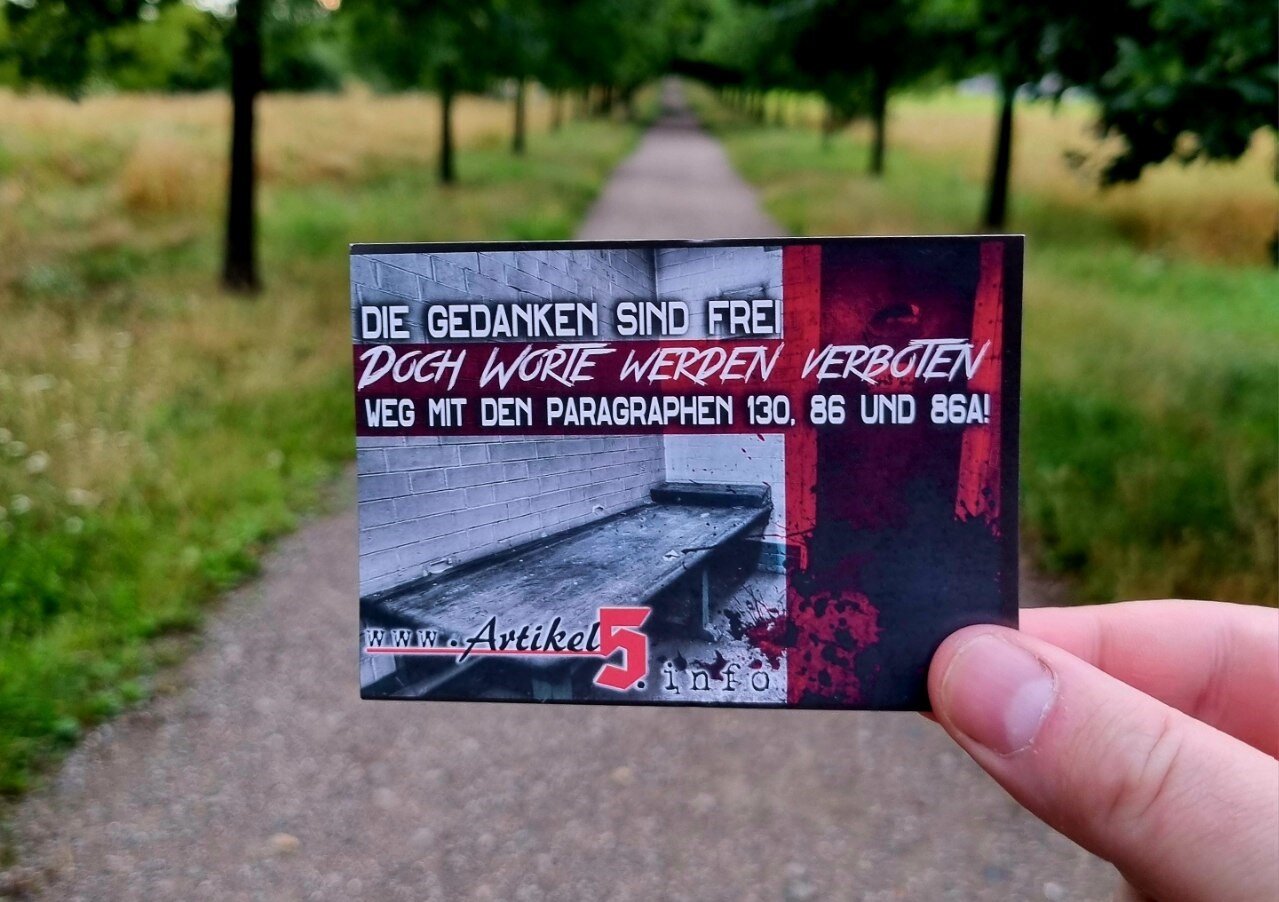 DIE GEDANKEN SIND FREI
DOCH WORTE WERDEN VERBOTEN
WEG MIT DEN PARAGRAPHEN 130, 86 UND 86A!
www.Artikel5.info